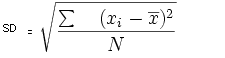 SD = √(∑ (xᵢ − x̅)² / N)